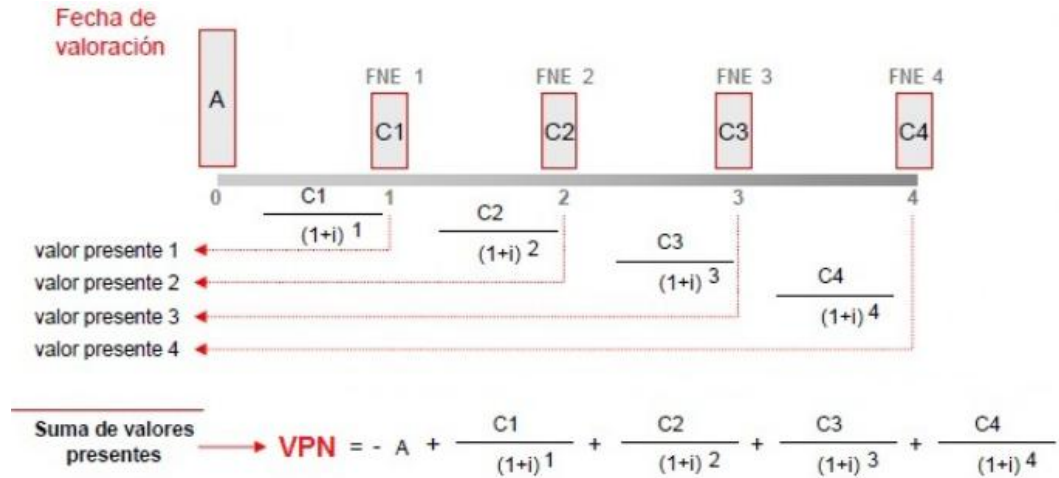 Fecha de
valoración
FNE 1 FNE 2 FNE 3 FNE 4
A
C1 C2 C3 C4
0 1 2 3 4
C1
(1+i) 1
C2
(1+i) 2
C3
(1+i) 3
C4
(1+i) 4
valor presente 1
valor presente 2
valor presente 3
valor presente 4
Suma de valores
presentes
VPN = - A + C1 + C2 + C3 + C4
(1+i) 1 (1+i) 2 (1+i) 3 (1+i) 4